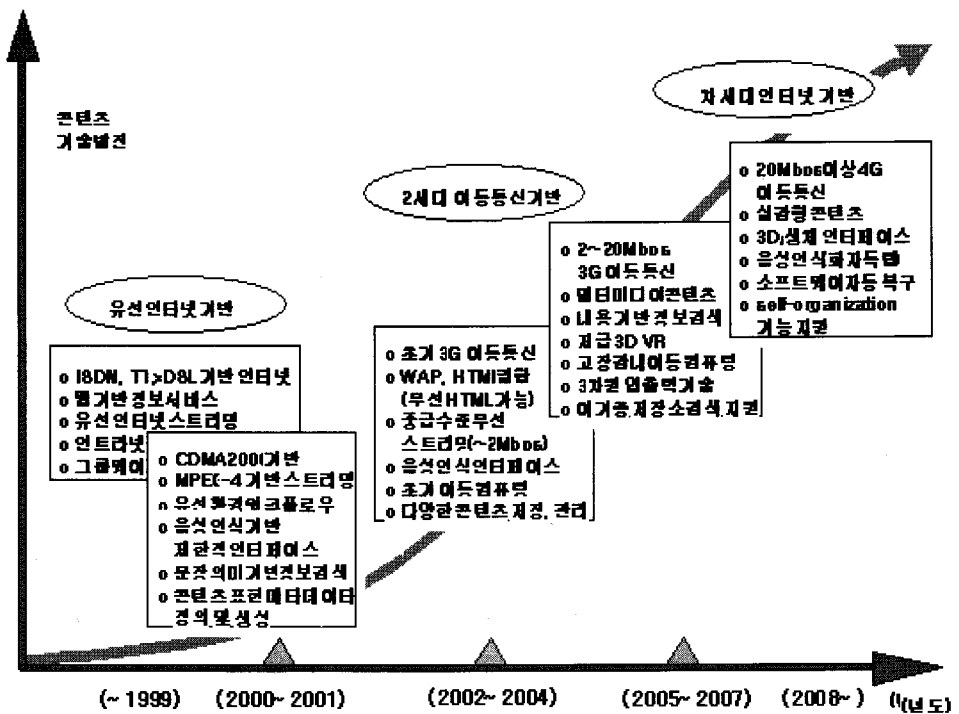 콘텐츠
기술발전
차세대인터넷기반
2세대 이동통신기반
유선인터넷기반
o ISDN, T1,xDSL기반 인터넷
o 웹기반정보서비스
o 유선인터넷스트리밍
o 인트라넷
o 그룹웨어
o CDMA2000기반
o MPEG-4기반스트리밍
o 유선환경워크플로우
o 음성인식기반
제한적인터페이스
o 문장의미기반정보검색
o 콘텐츠표현메타데이타
정의및생성
o 초기 3G 이동통신
o WAP, HTML결합
(무선HTML가능)
o 중급수준무선
스트리밍(~2Mbps)
o 음성인식인터페이스
o 초기이동컴퓨팅
o 다양한콘텐츠저장, 관리
o 2~20Mbps
3G이동통신
o 멀티미디어콘텐츠
o 내용기반정보검색
o 저급3D VR
o 고장감내이동컴퓨팅
o 3차원입출력기술
o 이기종저장소검색지원
o 20Mbps이상4G
이동통신
o 실감형콘텐츠
o 3D/생체 인터페이스
o 음성인식화자독립
o 소프트웨어자동복구
o self-organization
기능지원
(~ 1999)
(2000~ 2001)
(2002~ 2004)
(2005~ 2007)
(2008~ )
(년도)